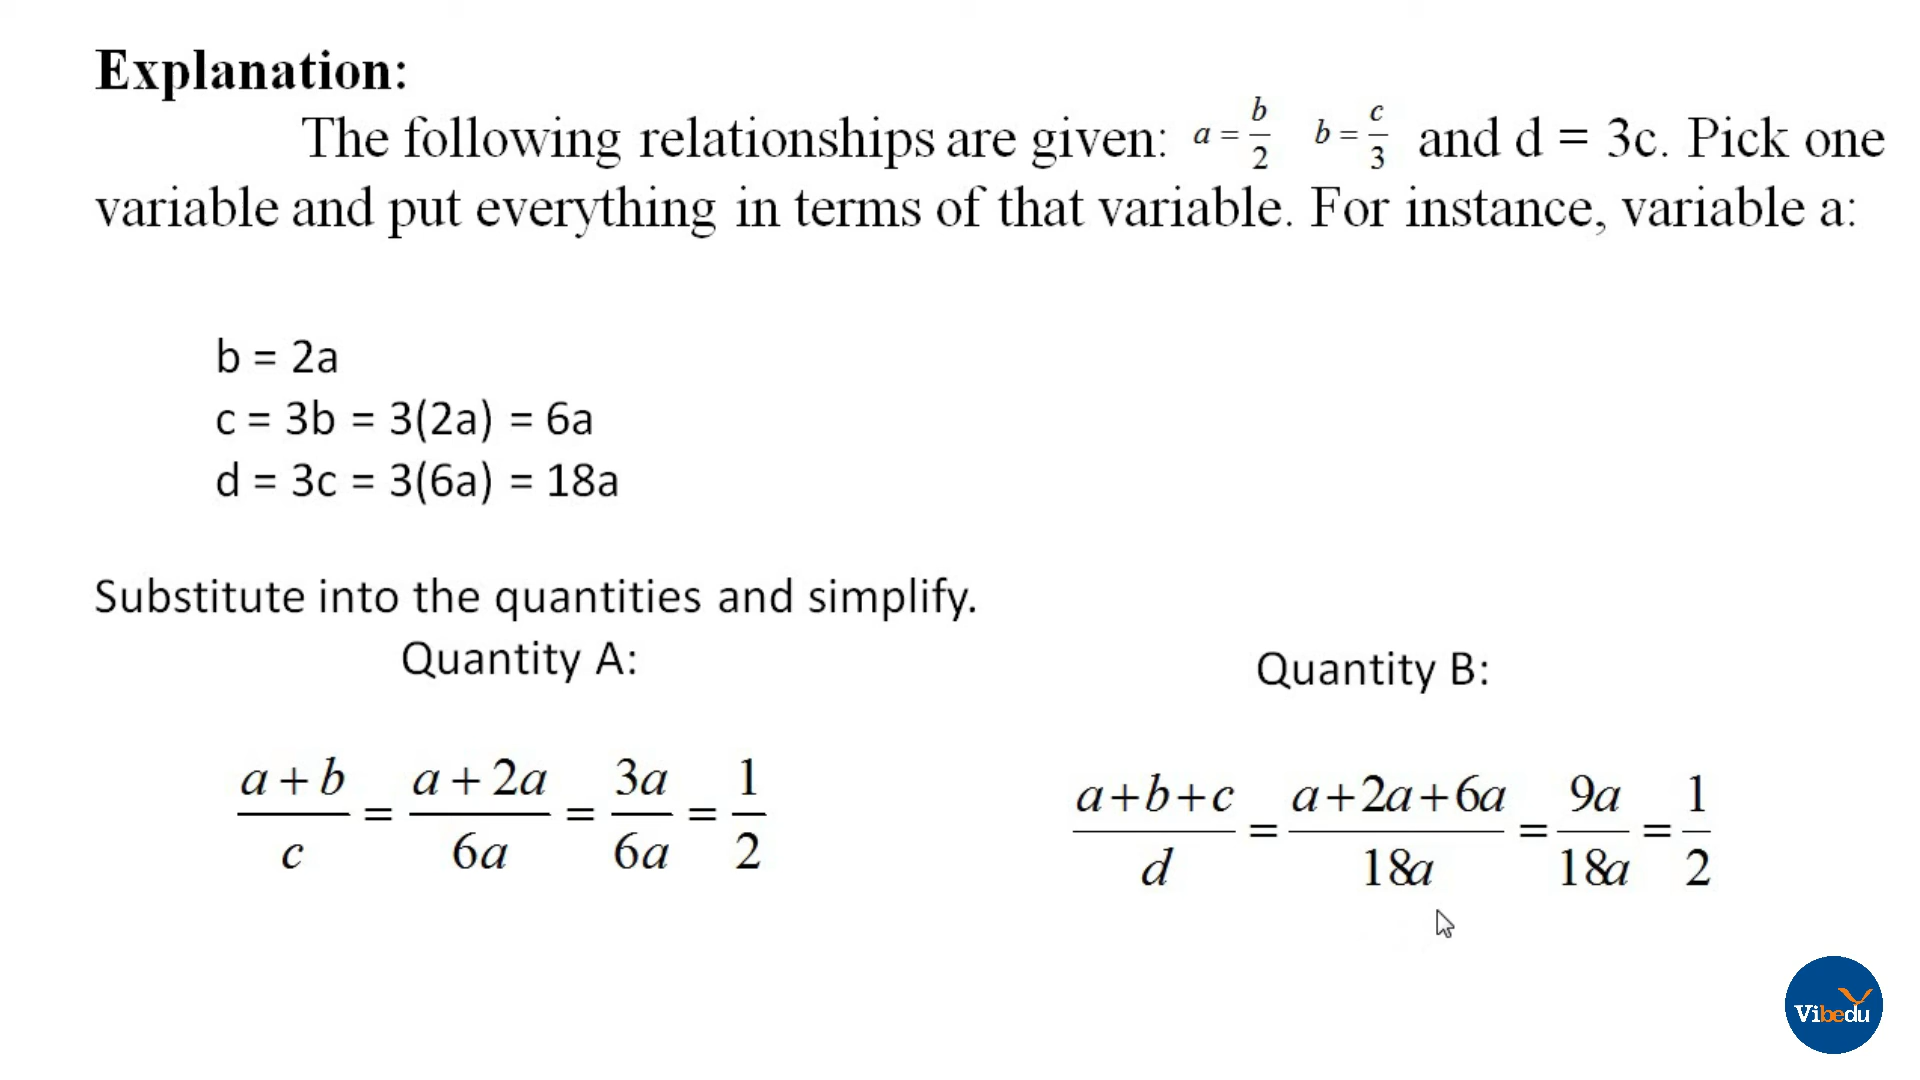 Explanation:
The following relationships are given: a = b/2 b = c/3 and d = 3c. Pick one
variable and put everything in terms of that variable. For instance, variable a:
b = 2a
c = 3b = 3(2a) = 6a
d = 3c = 3(6a) = 18a
Substitute into the quantities and simplify.
Quantity A:
(a + b)/c = (a + 2a)/6a = 3a/6a = 1/2
Quantity B:
(a+b+c)/d = (a+2a+6a)/18a = 9a/18a = 1/2
Vibedu